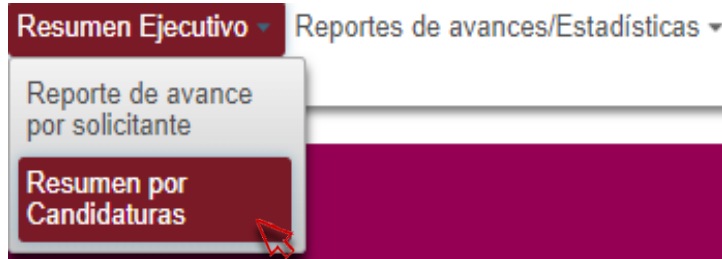 Resumen Ejecutivo Reportes de avances/Estadísticas
Reporte de avance
por solicitante
Resumen por
Candidaturas